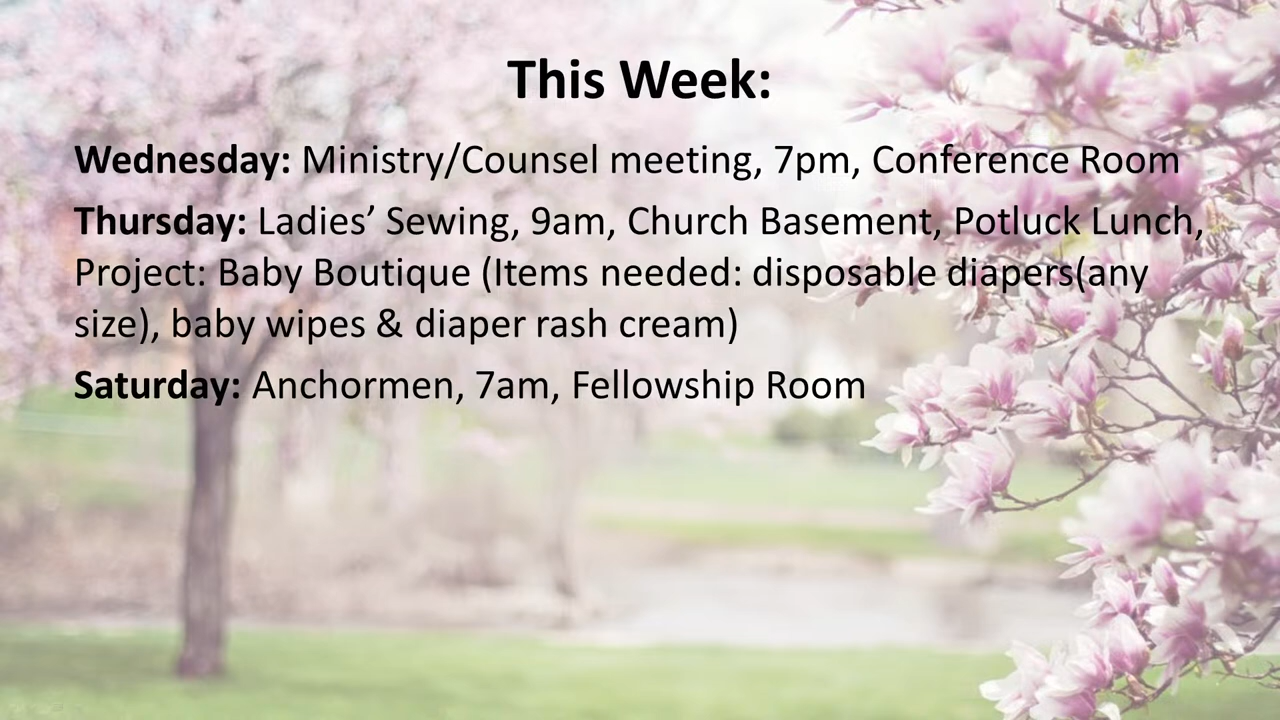 This Week:
Wednesday: Ministry/Counsel meeting, 7pm, Conference Room
Thursday: Ladies’ Sewing, 9am, Church Basement, Potluck Lunch,
Project: Baby Boutique (Items needed: disposable diapers(any
size), baby wipes & diaper rash cream)
Saturday: Anchormen, 7am, Fellowship Room